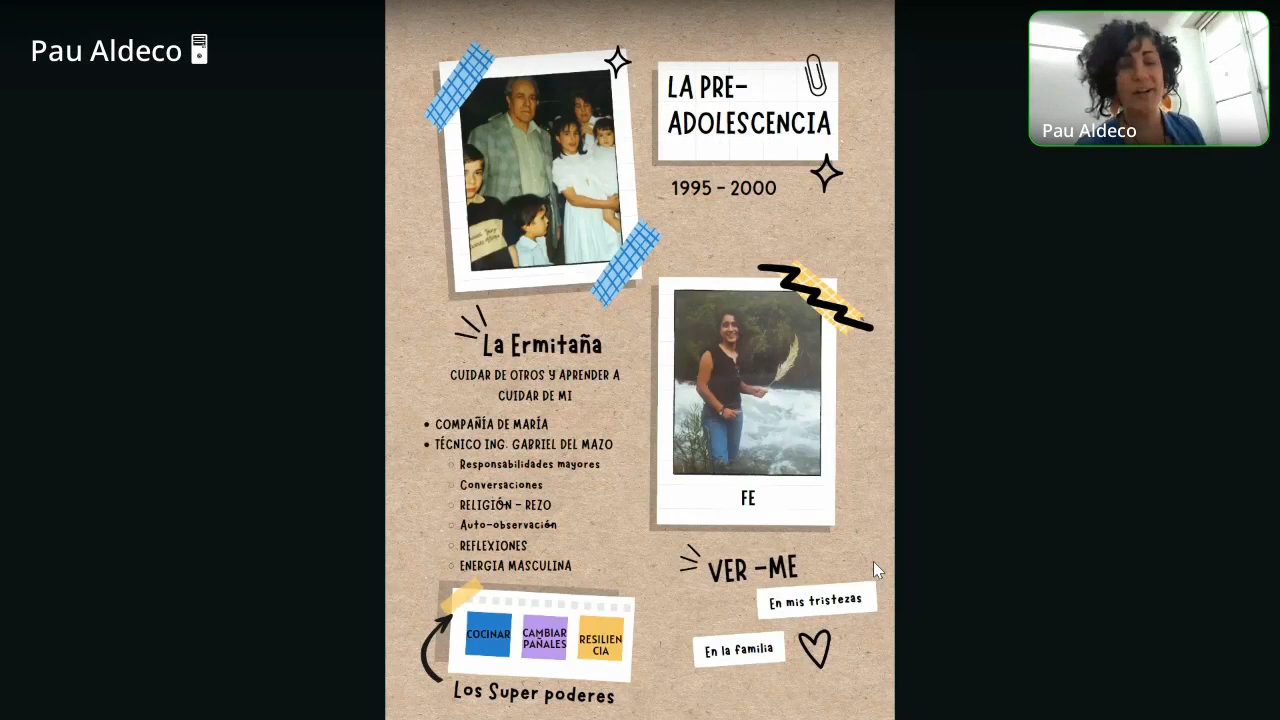 Pau Aldeco
Pau Aldeco
LA PRE-
ADOLESCENCIA
1995 - 2000
La Ermitaña
CUIDAR DE OTROS Y APRENDER A
CUIDAR DE MI
• COMPAÑÍA DE MARÍA
• TÉCNICO ING. GABRIEL DEL MAZO
○ Responsabilidades mayores
○ Conversaciones
○ RELIGIÓN - REZO
○ Auto-observación
○ REFLEXIONES
○ ENERGIA MASCULINA
COCINAR
CAMBIAR
PAÑALES
RESILIEN
CIA
Los Super poderes
FE
VER -ME
En mis tristezas
En la familia